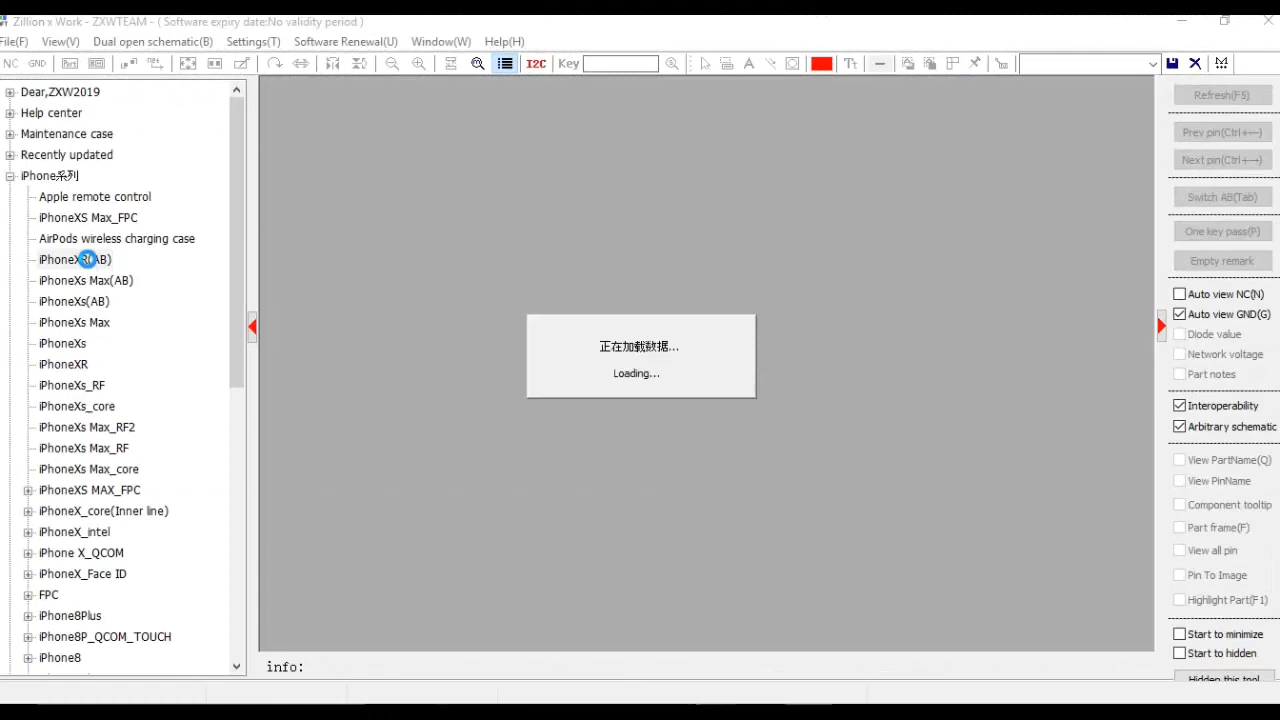 Zillion x Work - ZXWTEAM - ( Software expiry date:No validity period )
File(F) View(V) Dual open schematic(B) Settings(T) Software Renewal(U) Window(W) Help(H)
NC GND I2C Key Tt
Dear,ZXW2019
Help center
Maintenance case
Recently updated
iPhone系列
Apple remote control
iPhoneXS Max_FPC
AirPods wireless charging case
iPhoneXR(AB)
iPhoneXs Max(AB)
iPhoneXs(AB)
iPhoneXs Max
iPhoneXs
iPhoneXR
iPhoneXs_RF
iPhoneXs_core
iPhoneXs Max_RF2
iPhoneXs Max_RF
iPhoneXs Max_core
iPhoneXS MAX_FPC
iPhoneX_core(Inner line)
iPhoneX_intel
iPhone X_QCOM
iPhoneX_Face ID
FPC
iPhone8Plus
iPhone8P_QCOM_TOUCH
iPhone8
正在加载数据...
Loading...
info:
Refresh(F5)
Prev pin(Ctrl+←)
Next pin(Ctrl+→)
Switch AB(Tab)
One key pass(P)
Empty remark
Auto view NC(N)
Auto view GND(G)
Diode value
Network voltage
Part notes
Interoperability
Arbitrary schematic
View PartName(Q)
View PinName
Component tooltip
Part frame(F)
View all pin
Pin To Image
Highlight Part(F1)
Start to minimize
Start to hidden
Hidden this tool